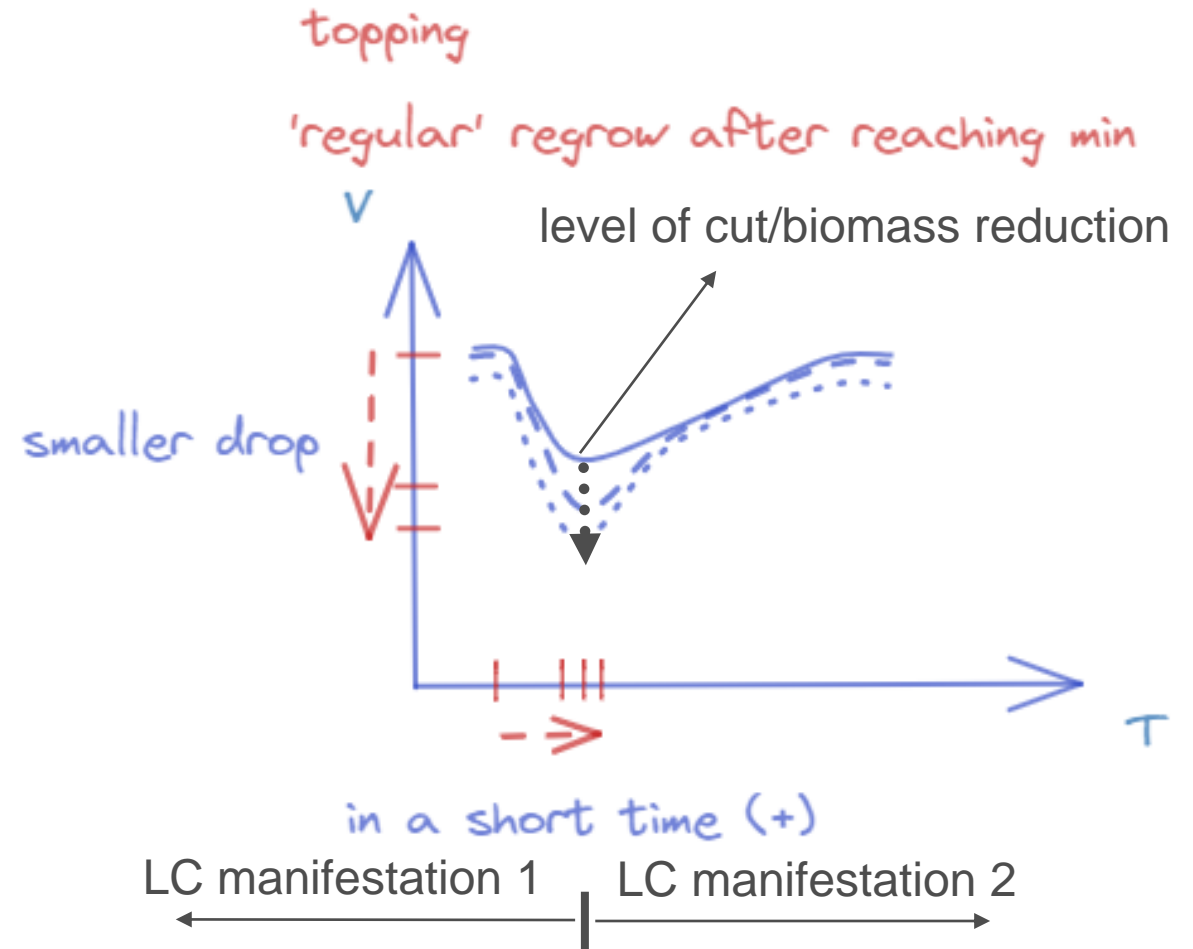 topping
'regular' regrow after reaching min
V
level of cut/biomass reduction
smaller drop
T
in a short time (+)
LC manifestation 1
LC manifestation 2